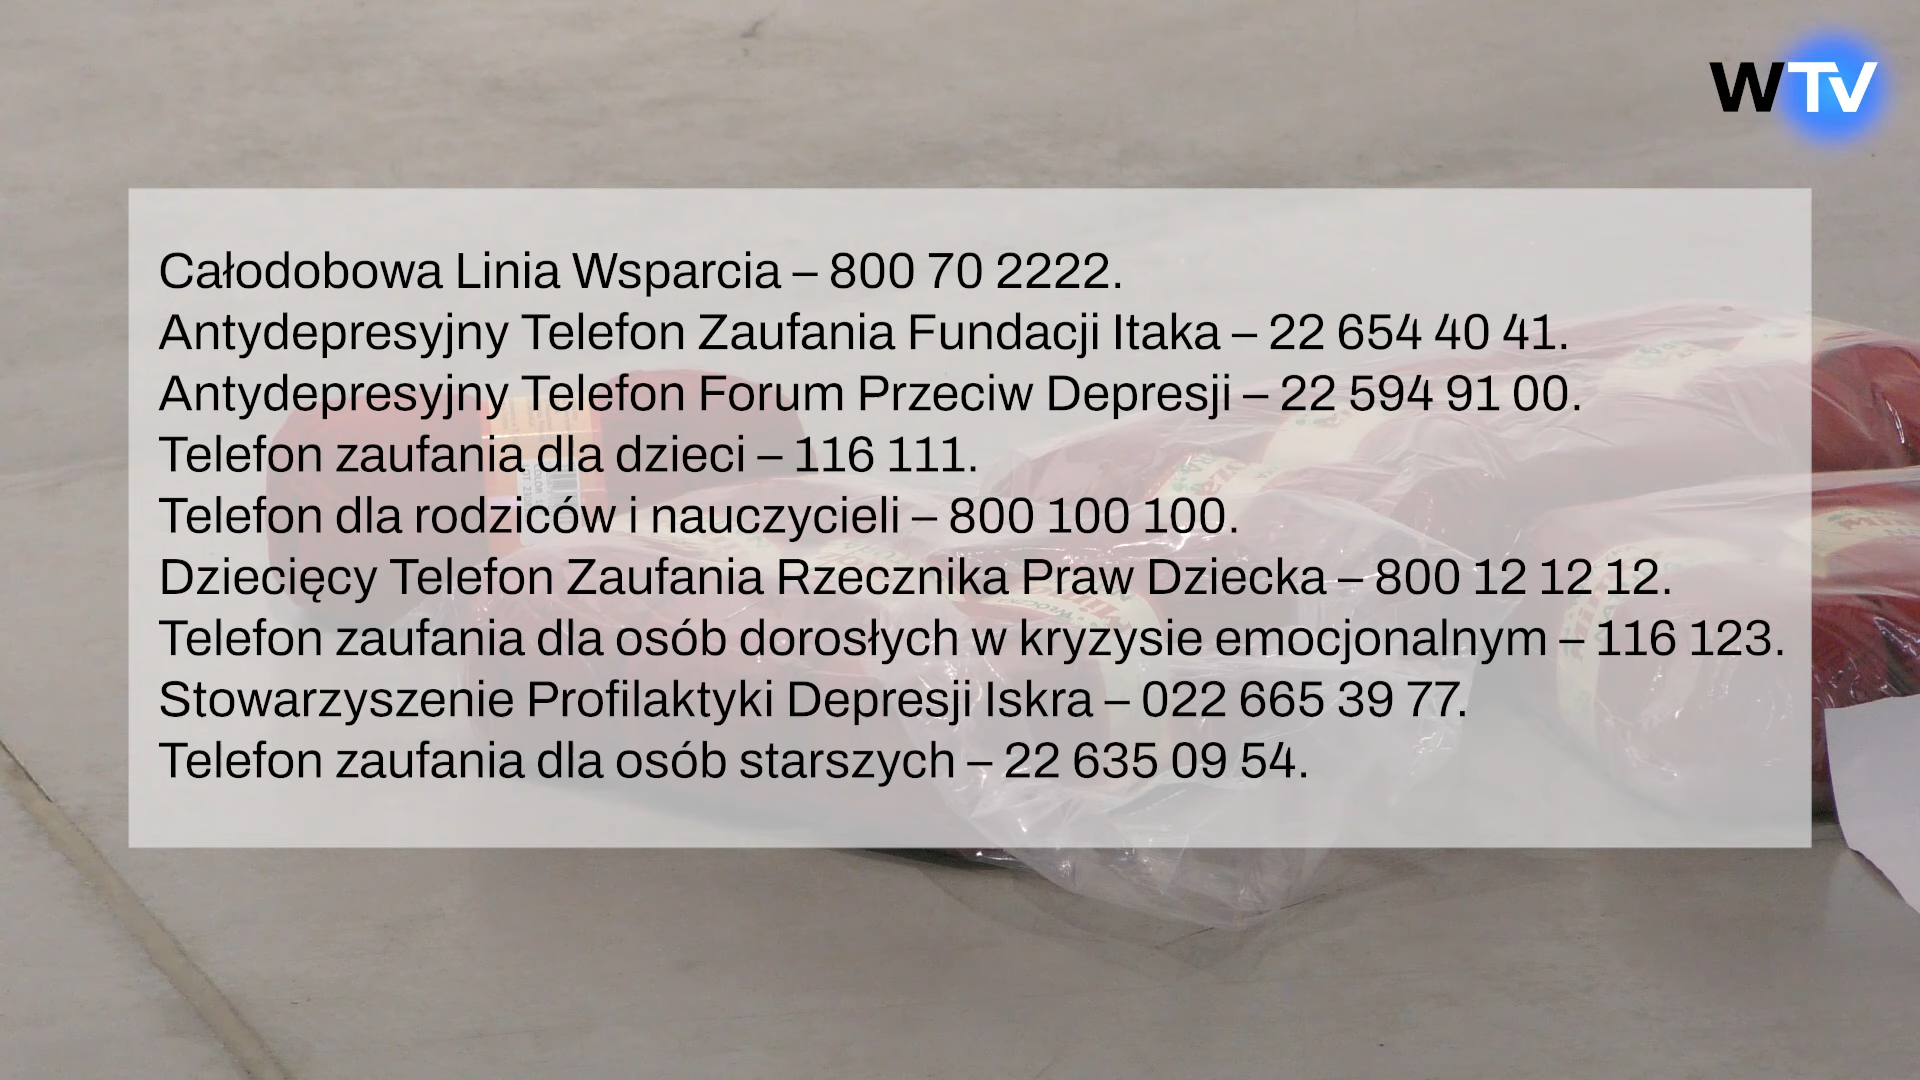 WTV
Całodobowa Linia Wsparcia – 800 70 2222.
Antydepresyjny Telefon Zaufania Fundacji Itaka – 22 654 40 41.
Antydepresyjny Telefon Forum Przeciw Depresji – 22 594 91 00.
Telefon zaufania dla dzieci – 116 111.
Telefon dla rodziców i nauczycieli – 800 100 100.
Dziecięcy Telefon Zaufania Rzecznika Praw Dziecka – 800 12 12 12.
Telefon zaufania dla osób dorosłych w kryzysie emocjonalnym – 116 123.
Stowarzyszenie Profilaktyki Depresji Iskra – 022 665 39 77.
Telefon zaufania dla osób starszych – 22 635 09 54.